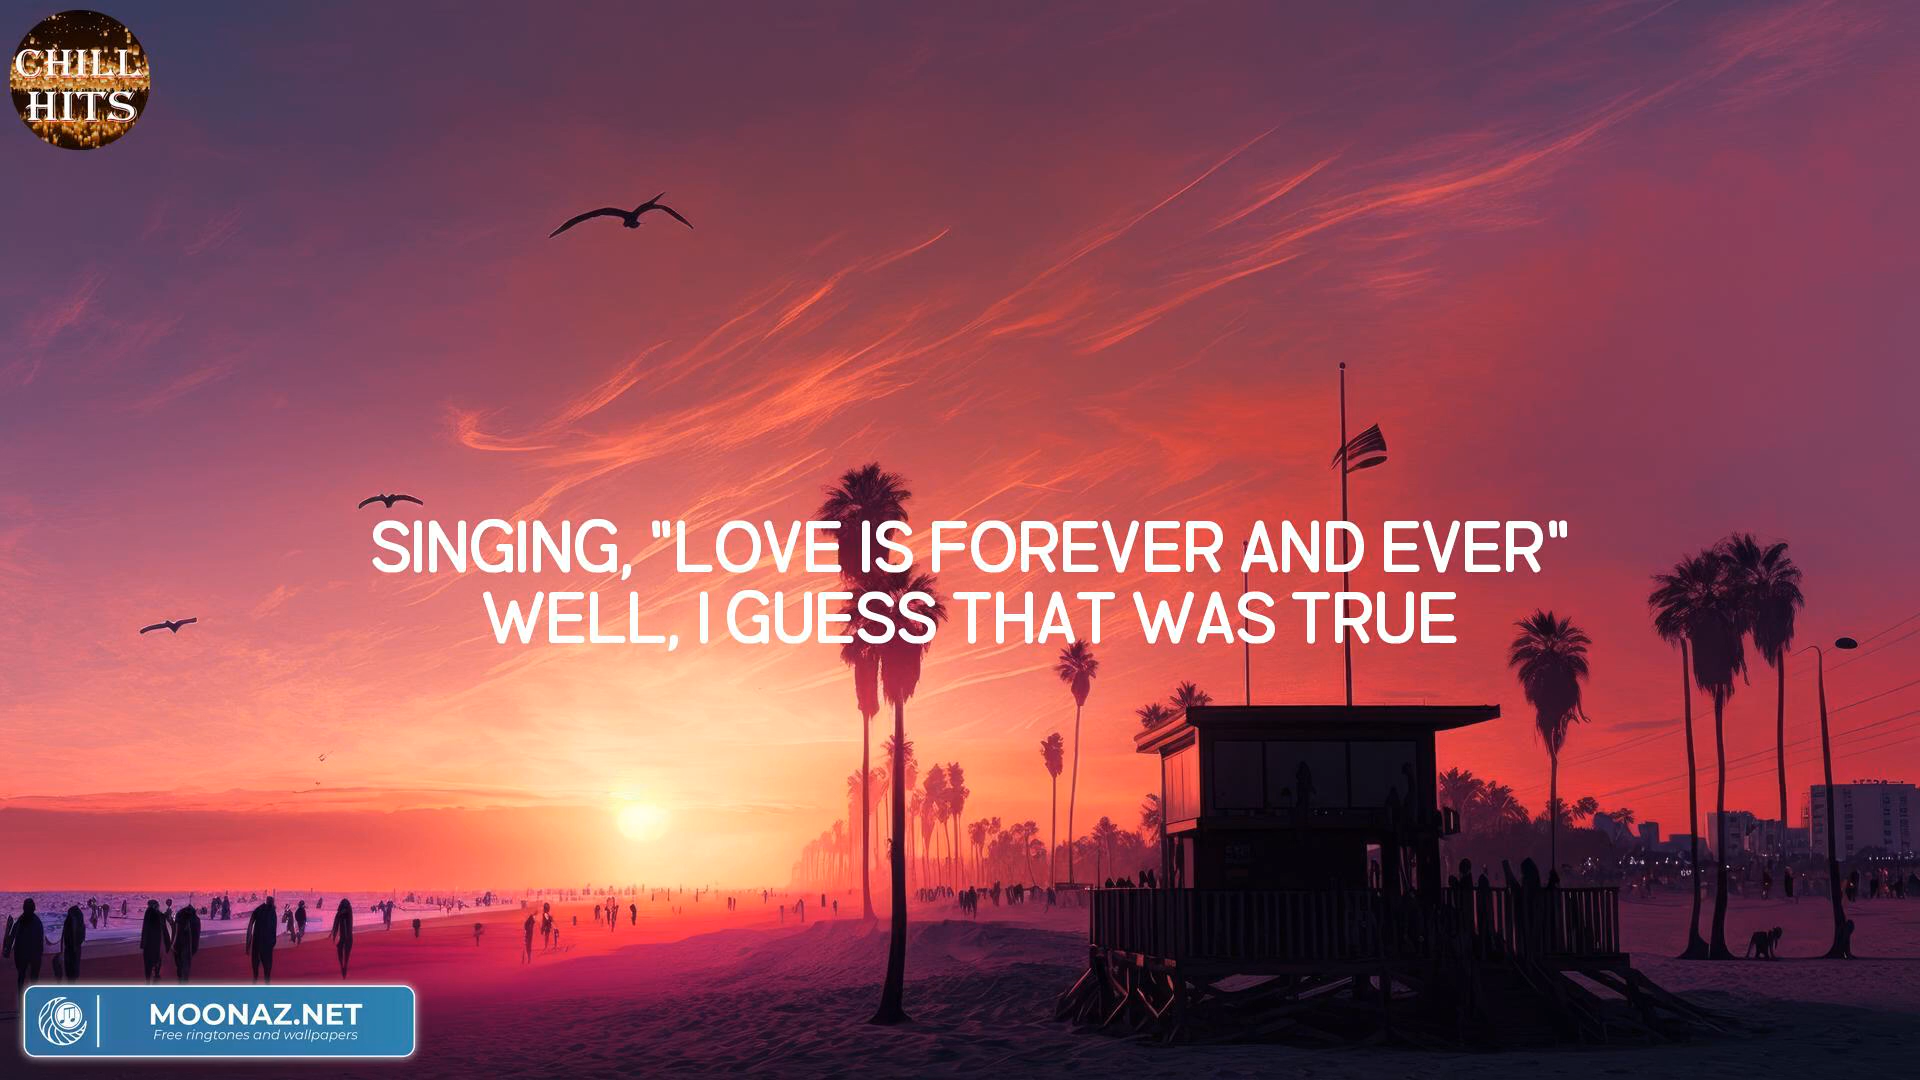 CHILL
HITS
SINGING, "LOVE IS FOREVER AND EVER"
WELL, I GUESS THAT WAS TRUE
MOONAZ.NET
Free ringtones and wallpapers